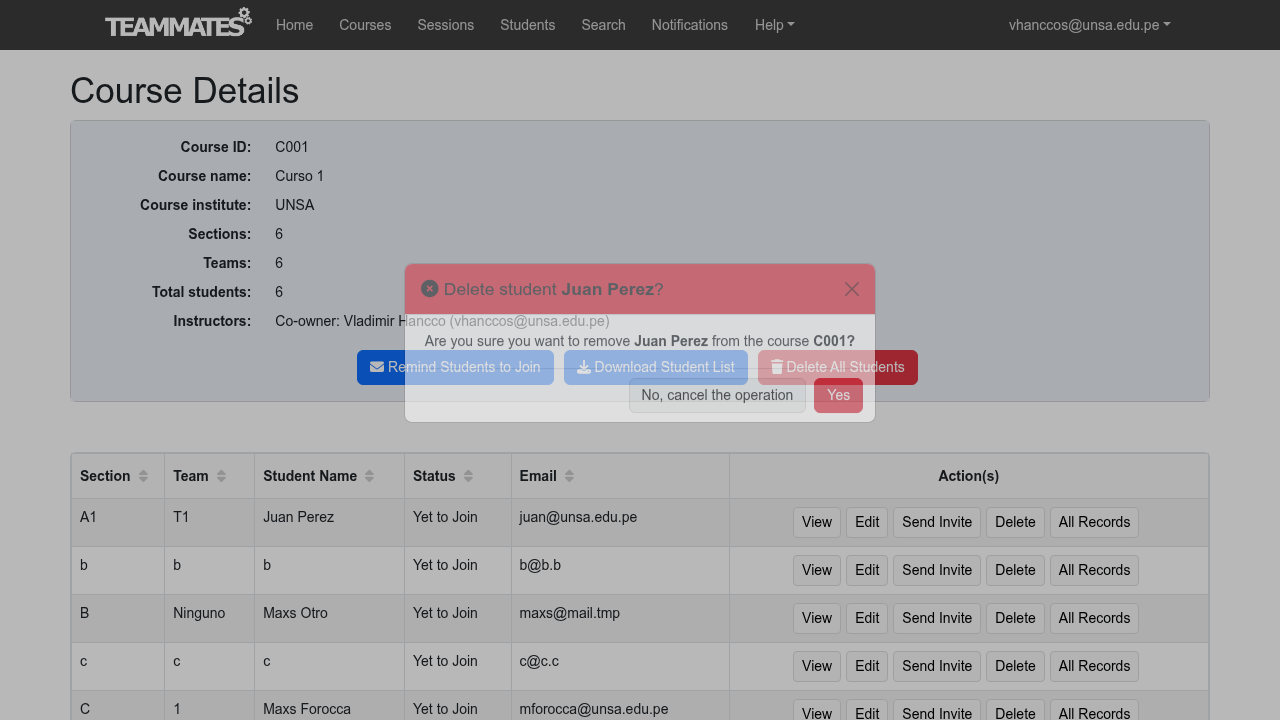 TEAMMATES Home Courses Sessions Students Search Notifications Help vhanccos@unsa.edu.pe
Course Details
Course ID: C001
Course name: Curso 1
Course institute: UNSA
Sections: 6
Teams: 6
Total students: 6
Instructors: Co-owner: Vladimir Hancco (vhanccos@unsa.edu.pe)
Remind Students to Join Download Student List Delete All Students
Delete student Juan Perez?
Are you sure you want to remove Juan Perez from the course C001?
No, cancel the operation Yes
Section Team Student Name Status Email Action(s)
A1 T1 Juan Perez Yet to Join juan@unsa.edu.pe View Edit Send Invite Delete All Records
b b b Yet to Join b@b.b View Edit Send Invite Delete All Records
B Ninguno Maxs Otro Yet to Join maxs@mail.tmp View Edit Send Invite Delete All Records
c c c Yet to Join c@c.c View Edit Send Invite Delete All Records
C 1 Maxs Forocca Yet to Join mforocca@unsa.edu.pe View Edit Send Invite Delete All Records